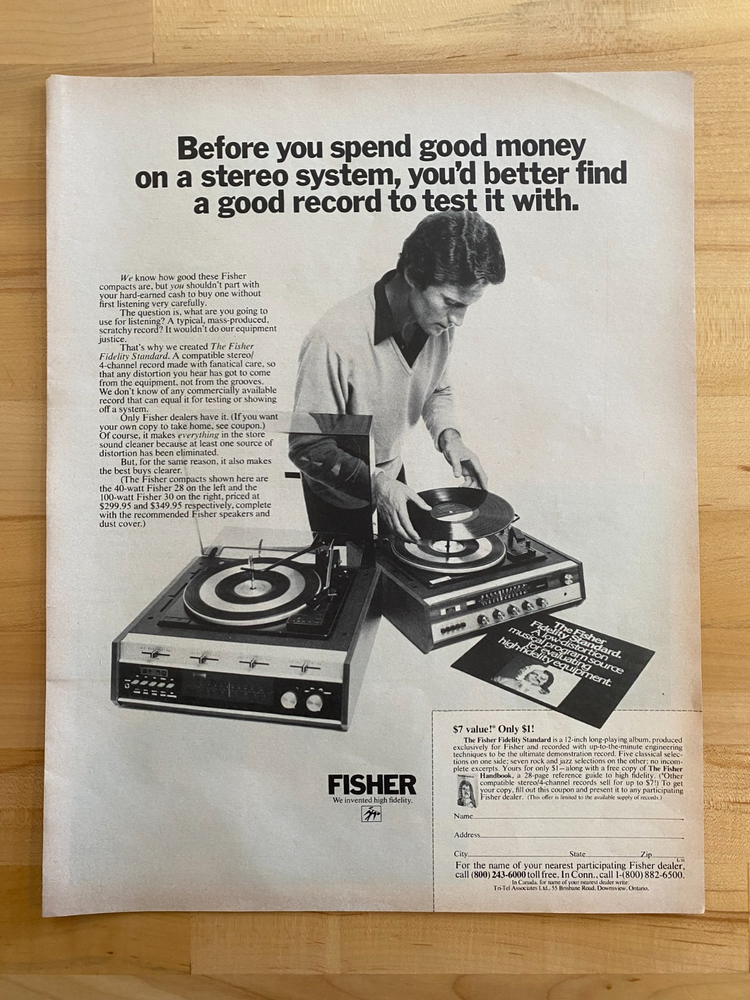 Before you spend good money
on a stereo system, you'd better find
a good record to test it with.
We know how good these Fisher
compacts are, but you shouldn't part with
your hard-earned cash to buy one without
first listening very carefully.
The question is, what are you going to
use for listening? A typical, mass-produced,
scratchy record? It wouldn't do our equipment
justice.
That's why we created The Fisher
Fidelity Standard. A compatible stereo/
4-channel record made with fanatical care, so
that any distortion you hear has got to come
from the equipment, not from the grooves.
We don't know of any commercially available
record that can equal it for testing or showing
off a system.
Only Fisher dealers have it. (If you want
your own copy to take home, see coupon.)
Of course, it makes everything in the store
sound cleaner because at least one source of
distortion has been eliminated.
But, for the same reason, it also makes
the best buys clearer.
(The Fisher compacts shown here are
the 40-watt Fisher 28 on the left and the
100-watt Fisher 30 on the right, priced at
$299.95 and $349.95 respectively, complete
with the recommended Fisher speakers and
dust cover.)
The Fisher
Fidelity Standard.
A low distortion
musical program source
for evaluating
high-fidelity equipment.
FISHER
We invented high fidelity.
$7 value!* Only $1!
The Fisher Fidelity Standard is a 12-inch long-playing album, produced
exclusively for Fisher and recorded with up-to-the-minute engineering
techniques to be the ultimate demonstration record. Five classical selec-
tions on one side; seven rock and jazz selections on the other; no incom-
plete excerpts. Yours for only $1—along with a free copy of The Fisher
Handbook, a 28-page reference guide to high fidelity. (*Other
compatible stereo/4-channel records sell for up to $7!) To get
your copy, fill out this coupon and present it to any participating
Fisher dealer. (This offer is limited to the available supply of records.)
Name
Address
City State Zip
For the name of your nearest participating Fisher dealer,
call (800) 243-6000 toll free. In Conn., call 1-(800) 882-6500.
In Canada, for name of your nearest dealer write:
Tri-Tel Associates Ltd., 55 Brisbane Road, Downsview, Ontario.